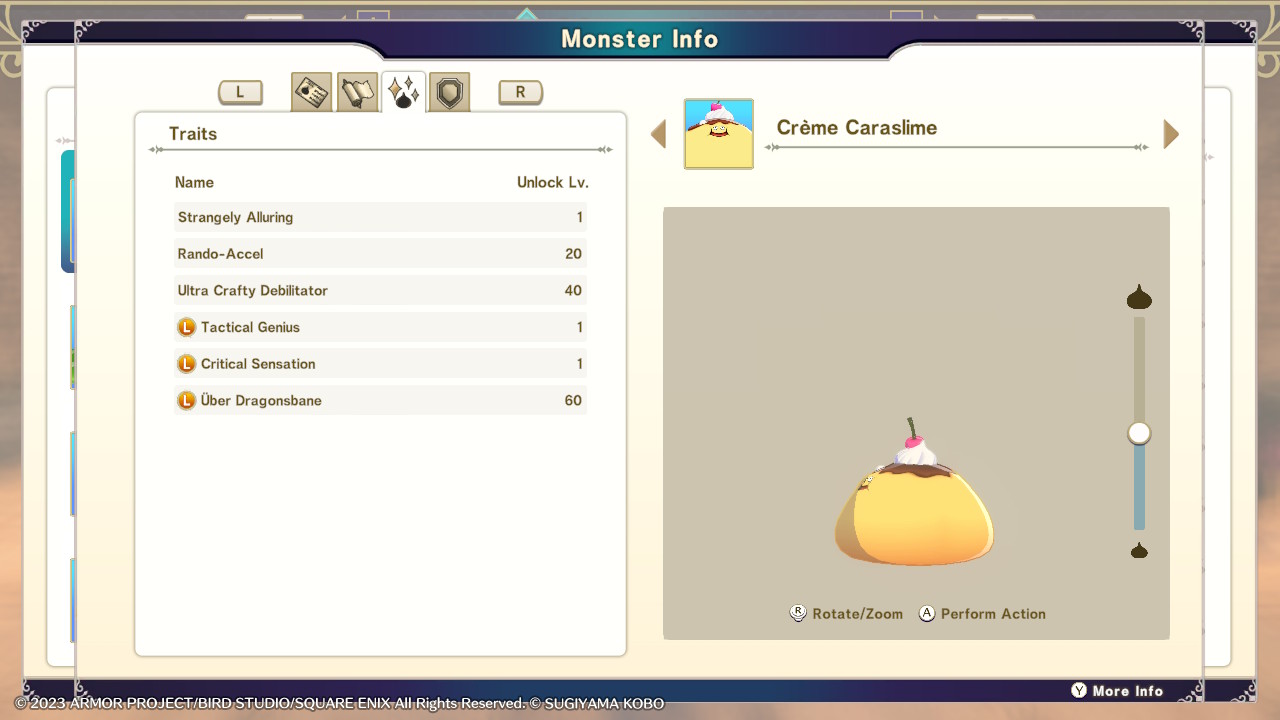 Monster Info
L
R
Traits
Name Unlock Lv.
Strangely Alluring 1
Rando-Accel 20
Ultra Crafty Debilitator 40
L Tactical Genius 1
L Critical Sensation 1
L Über Dragonsbane 60
Crème Caraslime
R Rotate/Zoom A Perform Action
Y More Info
© 2023 ARMOR PROJECT/BIRD STUDIO/SQUARE ENIX All Rights Reserved. © SUGIYAMA KOBO